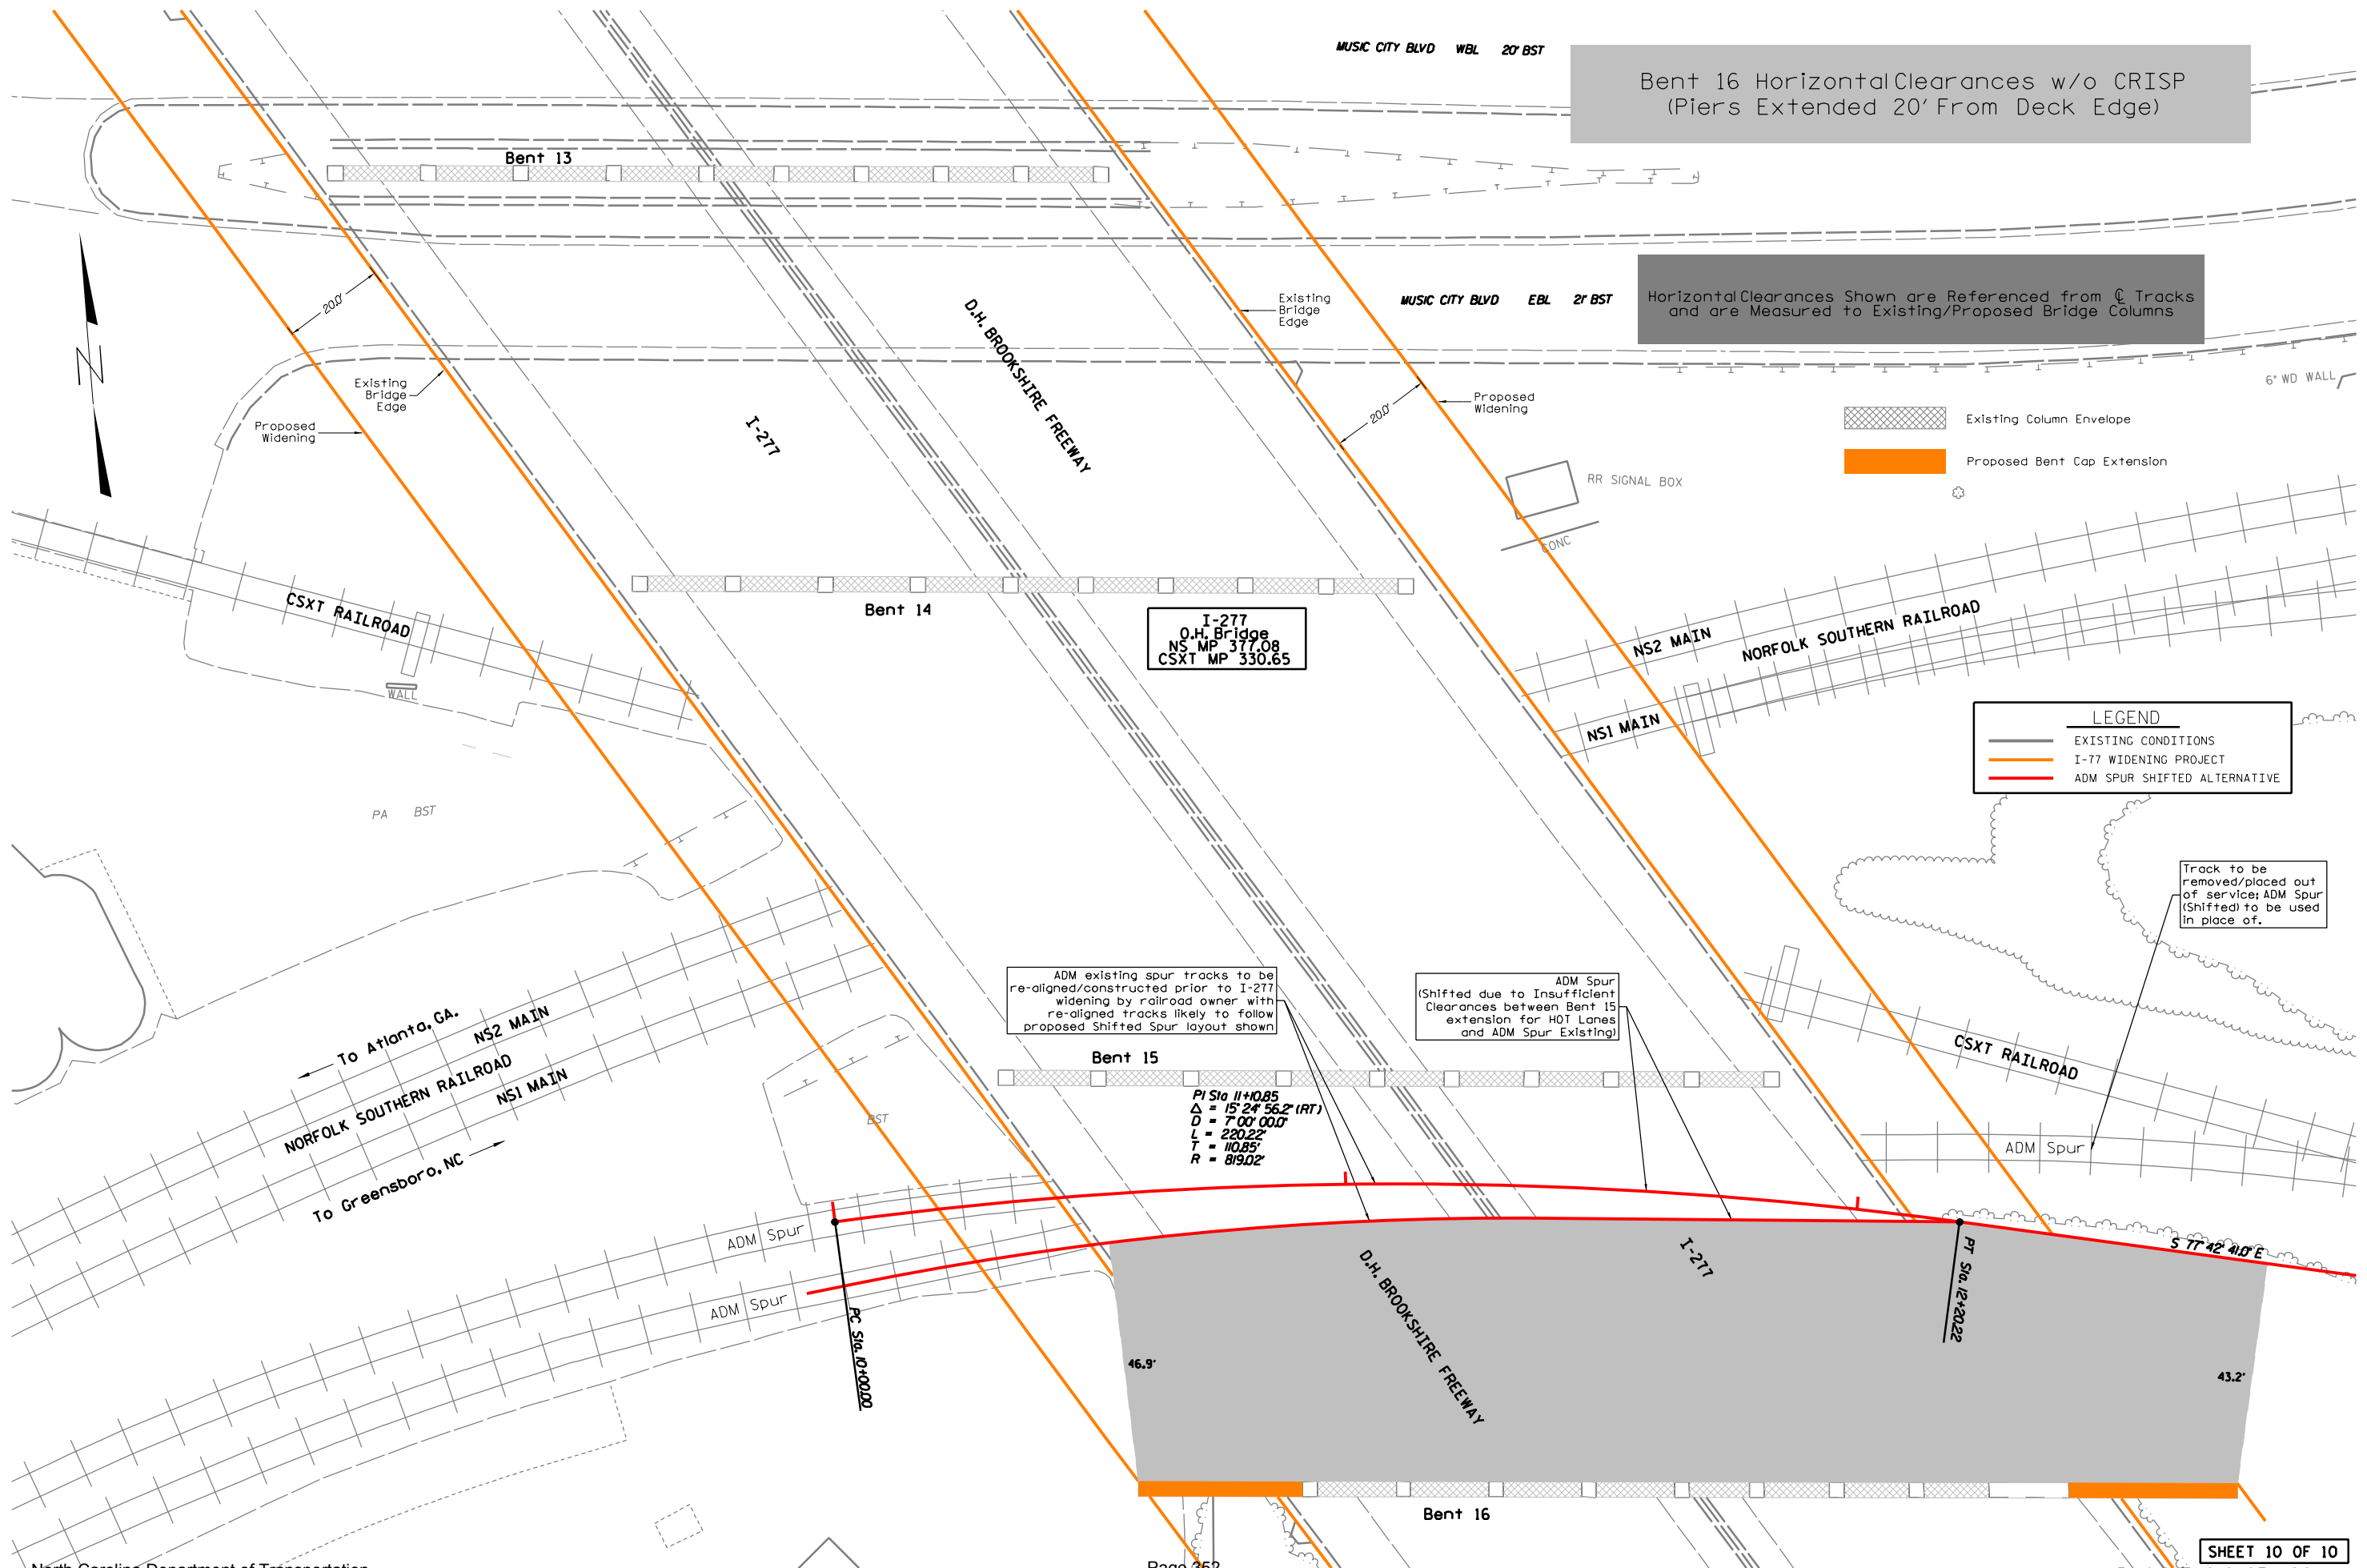 MUSIC CITY BLVD WBL 20' BST
Bent 16 Horizontal Clearances w/o CRISP
(Piers Extended 20' From Deck Edge)
Bent 13
20.0'
Existing
Bridge
Edge
Proposed
Widening
N
D.H. BROOKSHIRE FREEWAY
I-277
Existing
Bridge
Edge
MUSIC CITY BLVD EBL 21' BST
Horizontal Clearances Shown are Referenced from ℄ Tracks
and are Measured to Existing/Proposed Bridge Columns
6" WD WALL
20.0'
Proposed
Widening
Existing Column Envelope
Proposed Bent Cap Extension
RR SIGNAL BOX
CONC
CSXT RAILROAD
WALL
Bent 14
I-277
O.H. Bridge
NS MP 377.08
CSXT MP 330.65
NS2 MAIN
NORFOLK SOUTHERN RAILROAD
NS1 MAIN
LEGEND
EXISTING CONDITIONS
I-77 WIDENING PROJECT
ADM SPUR SHIFTED ALTERNATIVE
PA BST
Track to be
removed/placed out
of service; ADM Spur
(Shifted) to be used
in place of.
ADM existing spur tracks to be
re-aligned/constructed prior to I-277
widening by railroad owner with
re-aligned tracks likely to follow
proposed Shifted Spur layout shown
ADM Spur
(Shifted due to Insufficient
Clearances between Bent 15
extension for HOT Lanes
and ADM Spur Existing)
To Atlanta, GA.
NS2 MAIN
NORFOLK SOUTHERN RAILROAD
NS1 MAIN
To Greensboro, NC
Bent 15
BST
CSXT RAILROAD
ADM Spur
PI Sta 11+10.85
Δ = 15° 24' 56.2" (RT)
D = 7° 00' 00.0"
L = 220.22'
T = 110.85'
R = 819.02'
ADM Spur
ADM Spur
PC Sta. 10+00.00
D.H. BROOKSHIRE FREEWAY
I-277
PT Sta. 12+20.22
S 77° 42' 41.0" E
46.9'
43.2'
Bent 16
SHEET 10 OF 10
North Carolina Department of Transportation
Page 352